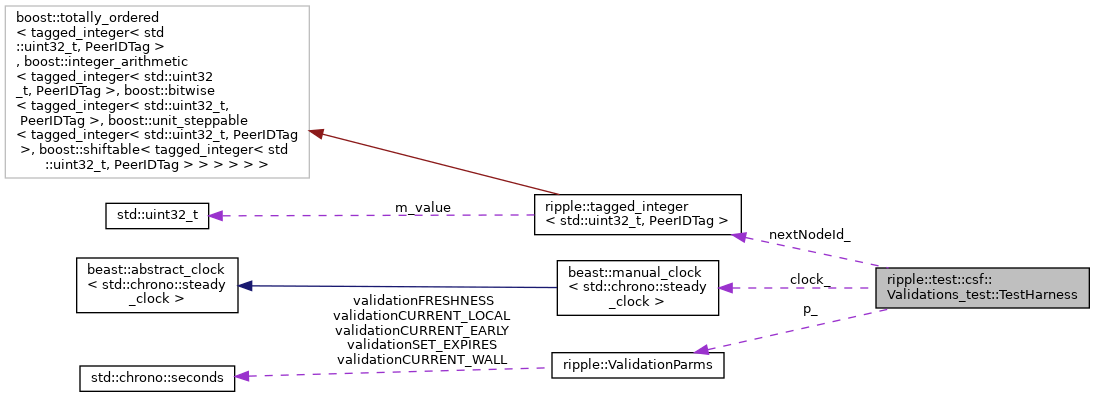 boost::totally_ordered
< tagged_integer< std
::uint32_t, PeerIDTag >
, boost::integer_arithmetic
< tagged_integer< std::uint32
_t, PeerIDTag >, boost::bitwise
< tagged_integer< std::uint32_t,
PeerIDTag >, boost::unit_steppable
< tagged_integer< std::uint32_t, PeerIDTag
>, boost::shiftable< tagged_integer< std
::uint32_t, PeerIDTag > > > > > >
std::uint32_t
m_value
ripple::tagged_integer
< std::uint32_t, PeerIDTag >
nextNodeId_
beast::abstract_clock
< std::chrono::steady
_clock >
beast::manual_clock
< std::chrono::steady
_clock >
clock_
ripple::test::csf::
Validations_test::TestHarness
p_
validationFRESHNESS
validationCURRENT_LOCAL
validationCURRENT_EARLY
validationSET_EXPIRES
validationCURRENT_WALL
ripple::ValidationParms
std::chrono::seconds